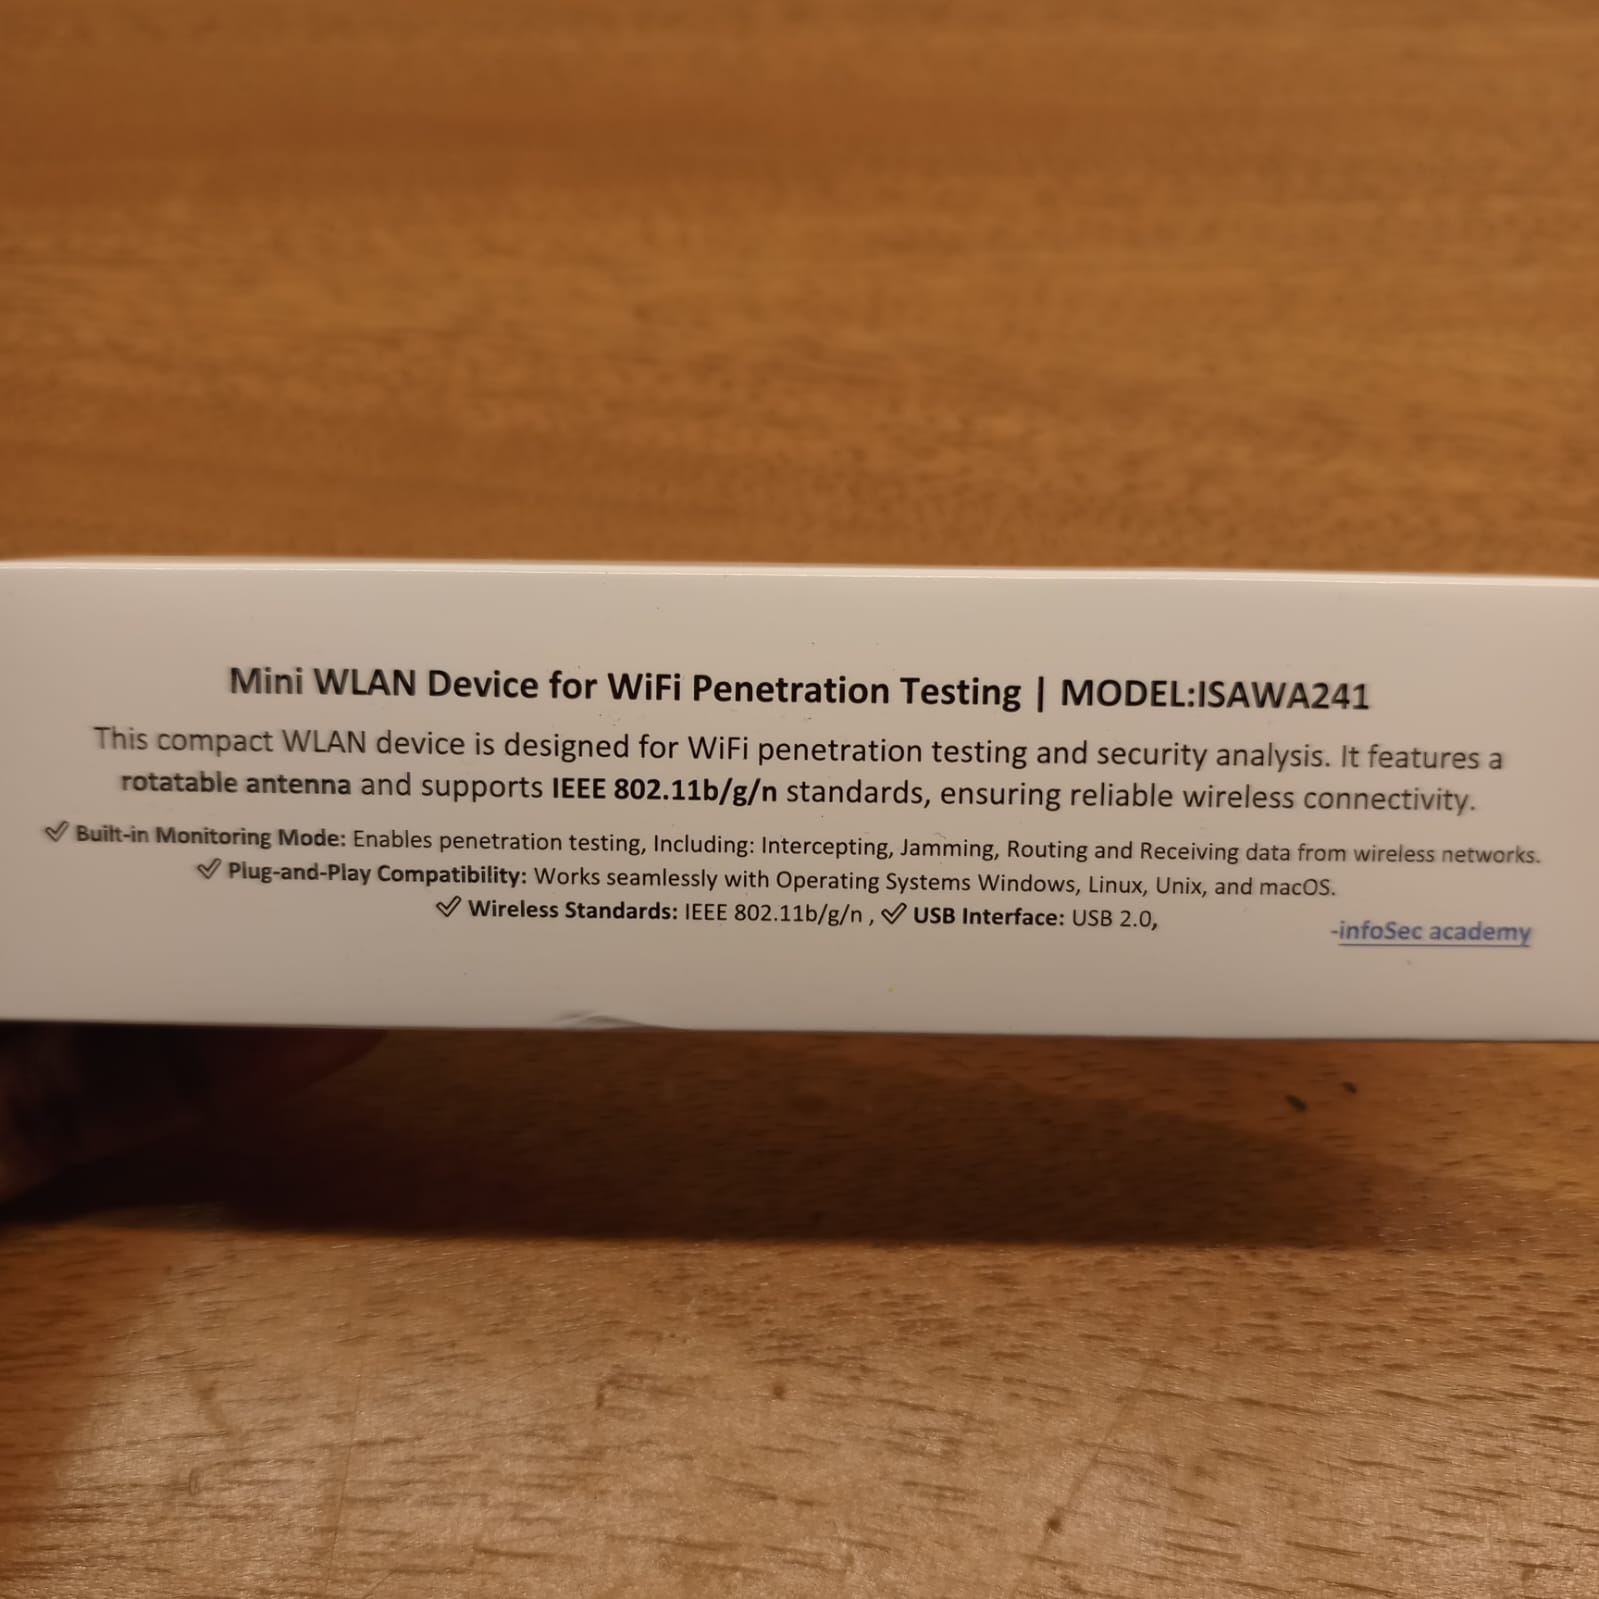 Mini WLAN Device for WiFi Penetration Testing | MODEL:ISAWA241
This compact WLAN device is designed for WiFi penetration testing and security analysis. It features a
rotatable antenna and supports IEEE 802.11b/g/n standards, ensuring reliable wireless connectivity.
✓ Built-in Monitoring Mode: Enables penetration testing, Including: Intercepting, Jamming, Routing and Receiving data from wireless networks.
✓ Plug-and-Play Compatibility: Works seamlessly with Operating Systems Windows, Linux, Unix, and macOS.
✓ Wireless Standards: IEEE 802.11b/g/n , ✓ USB Interface: USB 2.0,
-infoSec academy